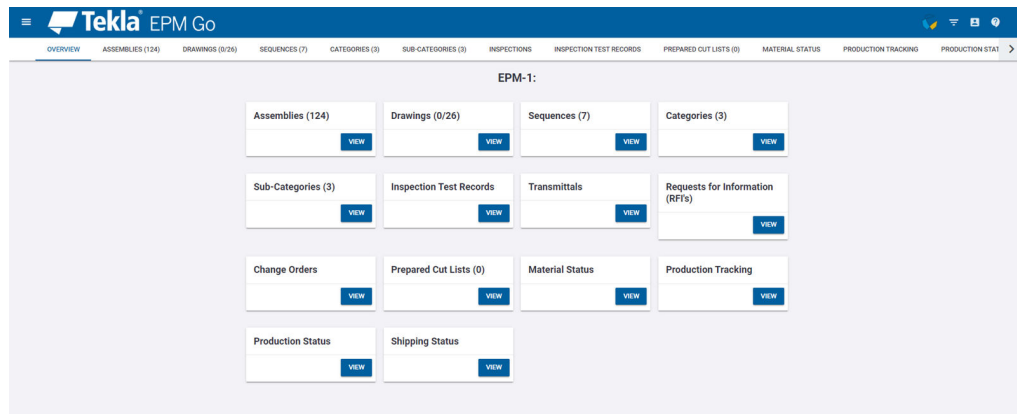 Tekla EPM Go
OVERVIEW ASSEMBLIES (124) DRAWINGS (0/26) SEQUENCES (7) CATEGORIES (3) SUB-CATEGORIES (3) INSPECTIONS INSPECTION TEST RECORDS PREPARED CUT LISTS (0) MATERIAL STATUS PRODUCTION TRACKING PRODUCTION STAT
EPM-1:
Assemblies (124) Drawings (0/26) Sequences (7) Categories (3)
VIEW VIEW VIEW VIEW
Sub-Categories (3) Inspection Test Records Transmittals Requests for Information
(RFI's)
VIEW VIEW VIEW
VIEW
Change Orders Prepared Cut Lists (0) Material Status Production Tracking
VIEW VIEW VIEW VIEW
Production Status Shipping Status
VIEW VIEW